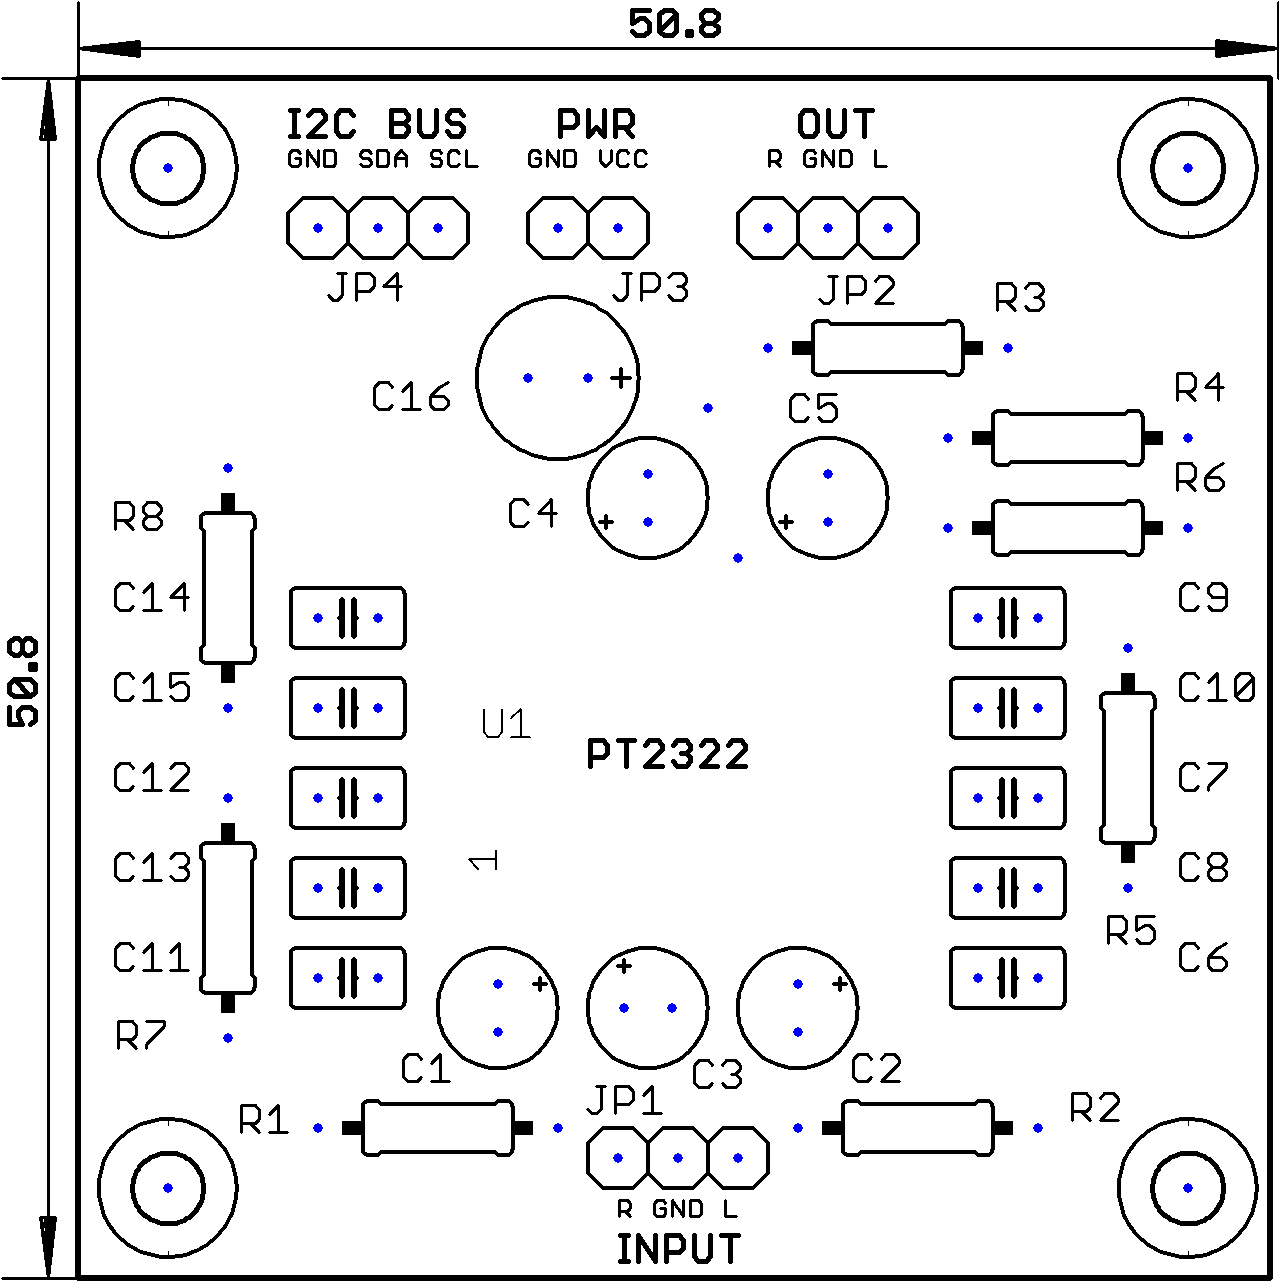 50.8
I2C BUS PWR OUT
GND SDA SCL GND VCC R GND L
JP4 JP3 JP2 R3
C16 C5 R4
R6
R8 C4
C14 C9
C15 C10
U1
50.8
PT2322
C12 C7
C13 1 C8
R5
C11 C6
R7
C1 C3 C2
R1 JP1 R2
R GND L
INPUT